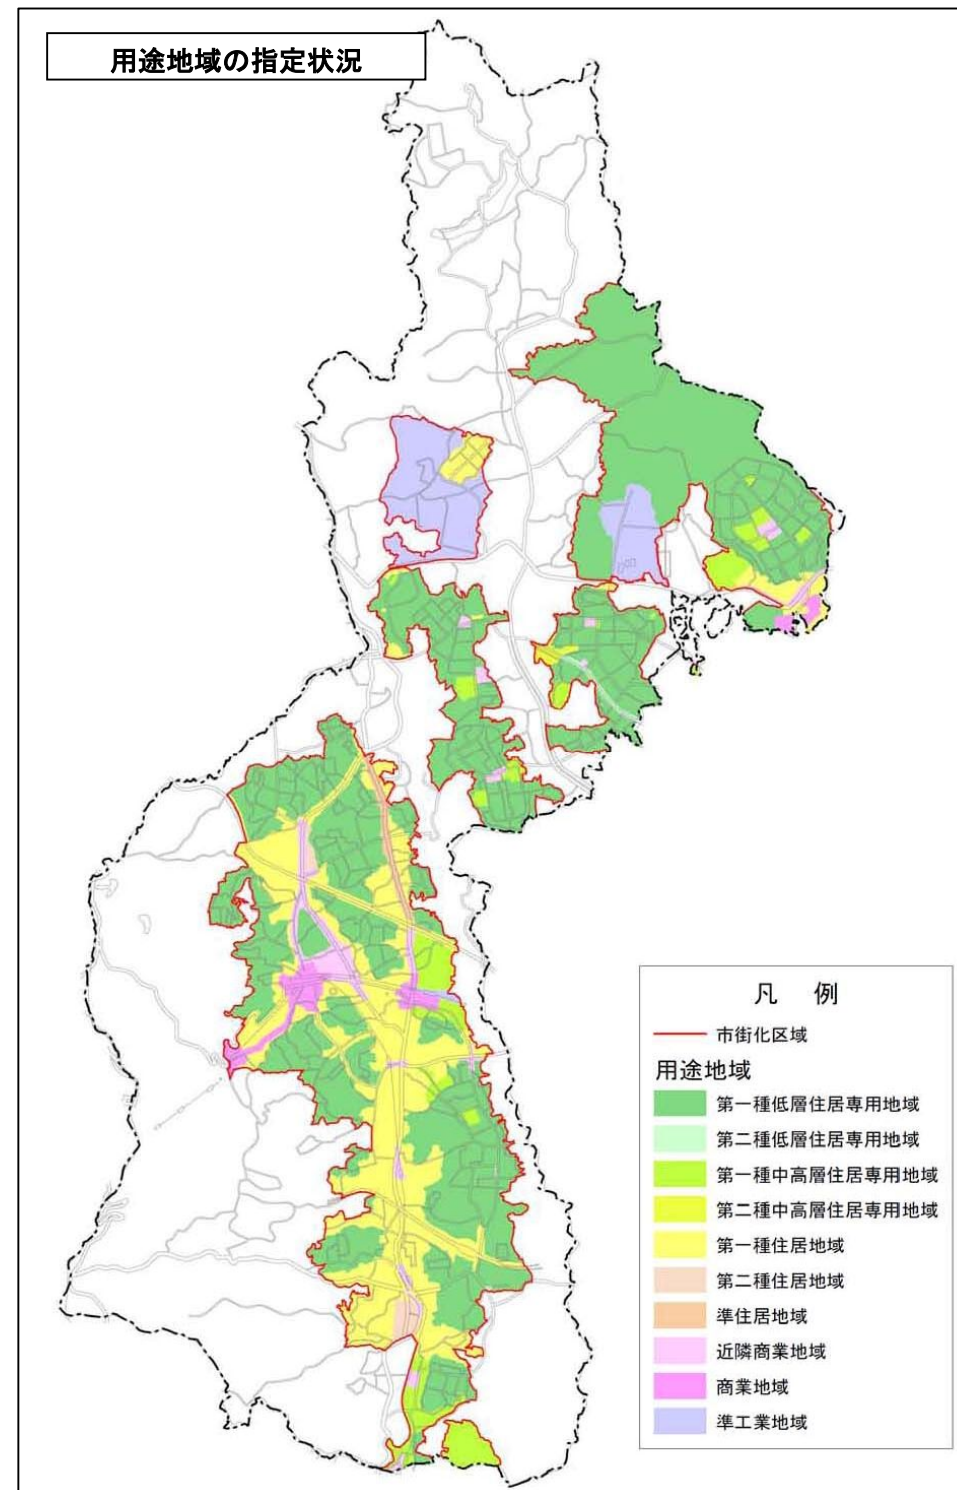 用途地域の指定状況
凡 例
市街化区域
用途地域
第一種低層住居専用地域
第二種低層住居専用地域
第一種中高層住居専用地域
第二種中高層住居専用地域
第一種住居地域
第二種住居地域
準住居地域
近隣商業地域
商業地域
準工業地域